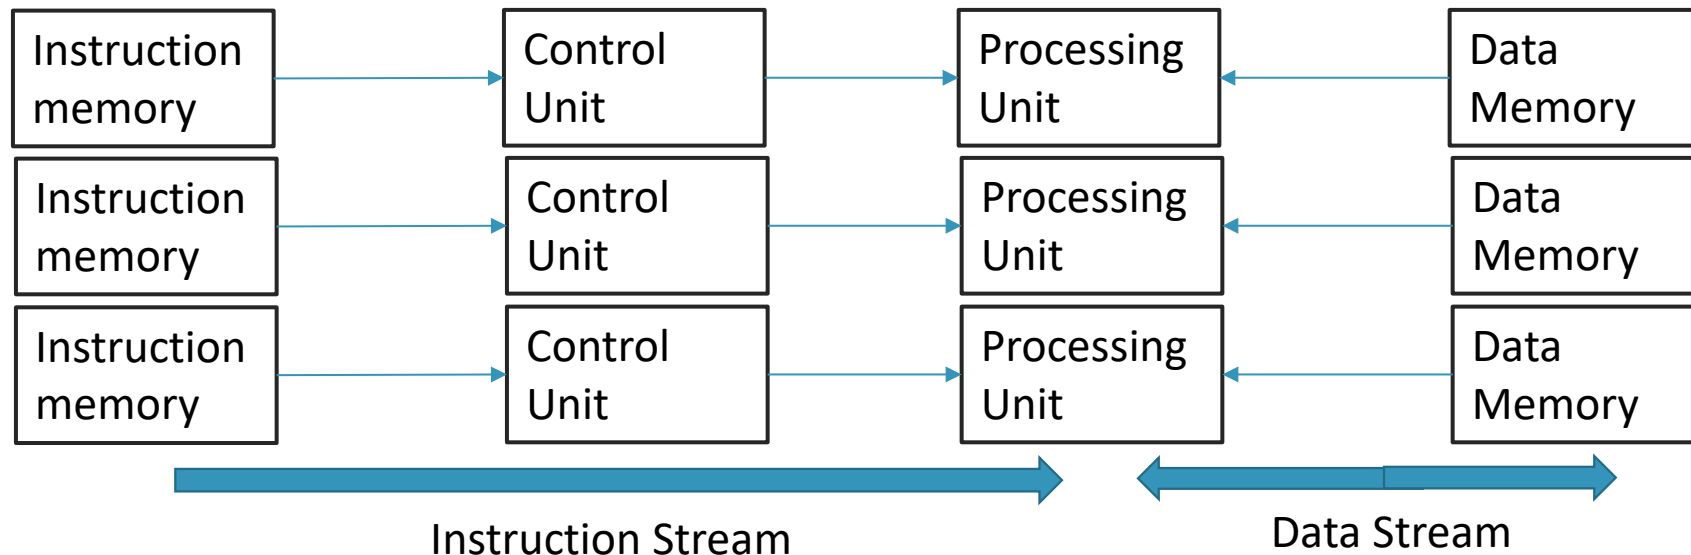 Instruction
memory
Control
Unit
Processing
Unit
Data
Memory
Instruction
memory
Control
Unit
Processing
Unit
Data
Memory
Instruction
memory
Control
Unit
Processing
Unit
Data
Memory
Instruction Stream
Data Stream